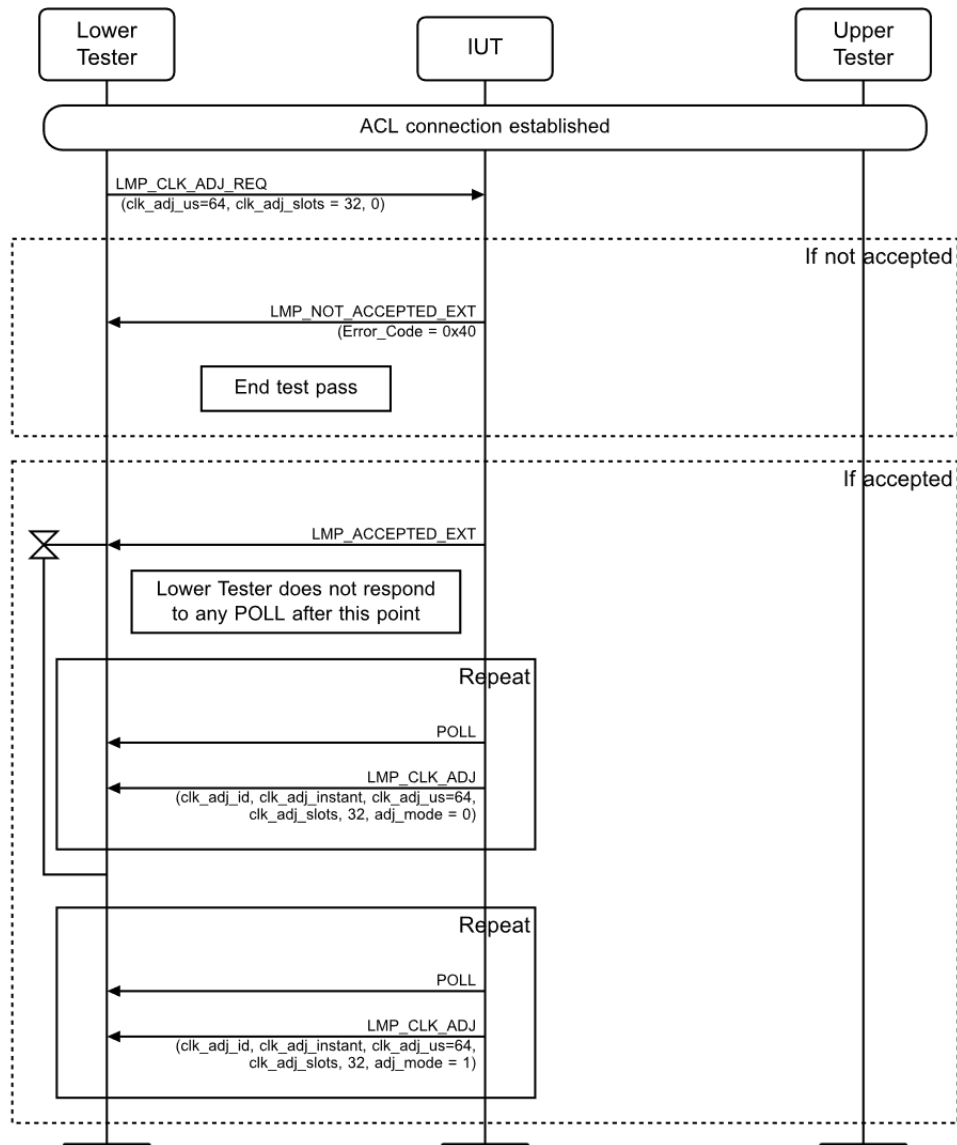 Lower
Tester
IUT
Upper
Tester
ACL connection established
LMP_CLK_ADJ_REQ
(clk_adj_us=64, clk_adj_slots = 32, 0)
If not accepted
LMP_NOT_ACCEPTED_EXT
(Error_Code = 0x40
End test pass
If accepted
LMP_ACCEPTED_EXT
Lower Tester does not respond
to any POLL after this point
Repeat
POLL
LMP_CLK_ADJ
(clk_adj_id, clk_adj_instant, clk_adj_us=64,
clk_adj_slots, 32, adj_mode = 0)
Repeat
POLL
LMP_CLK_ADJ
(clk_adj_id, clk_adj_instant, clk_adj_us=64,
clk_adj_slots, 32, adj_mode = 1)